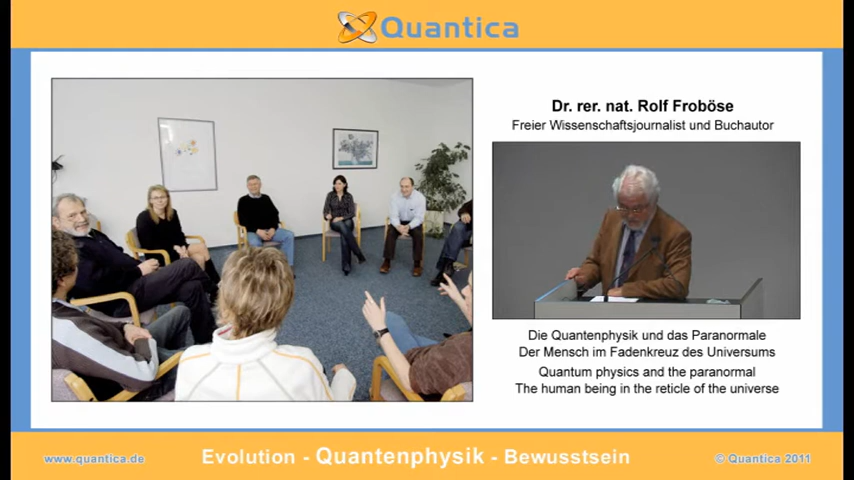 Quantica
Dr. rer. nat. Rolf Froböse
Freier Wissenschaftsjournalist und Buchautor
Die Quantenphysik und das Paranormale
Der Mensch im Fadenkreuz des Universums
Quantum physics and the paranormal
The human being in the reticle of the universe
www.quantica.de
Evolution - Quantenphysik - Bewusstsein
© Quantica 2011